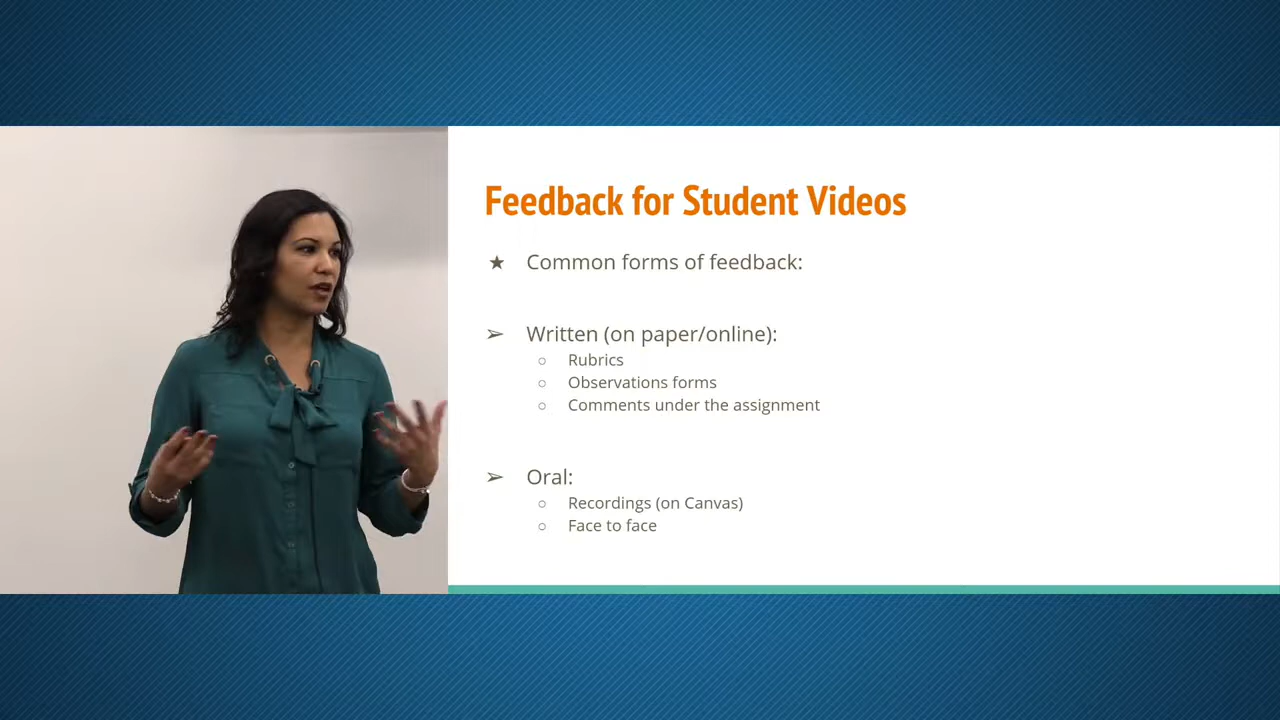 Feedback for Student Videos
★ Common forms of feedback:
➢ Written (on paper/online):
○ Rubrics
○ Observations forms
○ Comments under the assignment
➢ Oral:
○ Recordings (on Canvas)
○ Face to face